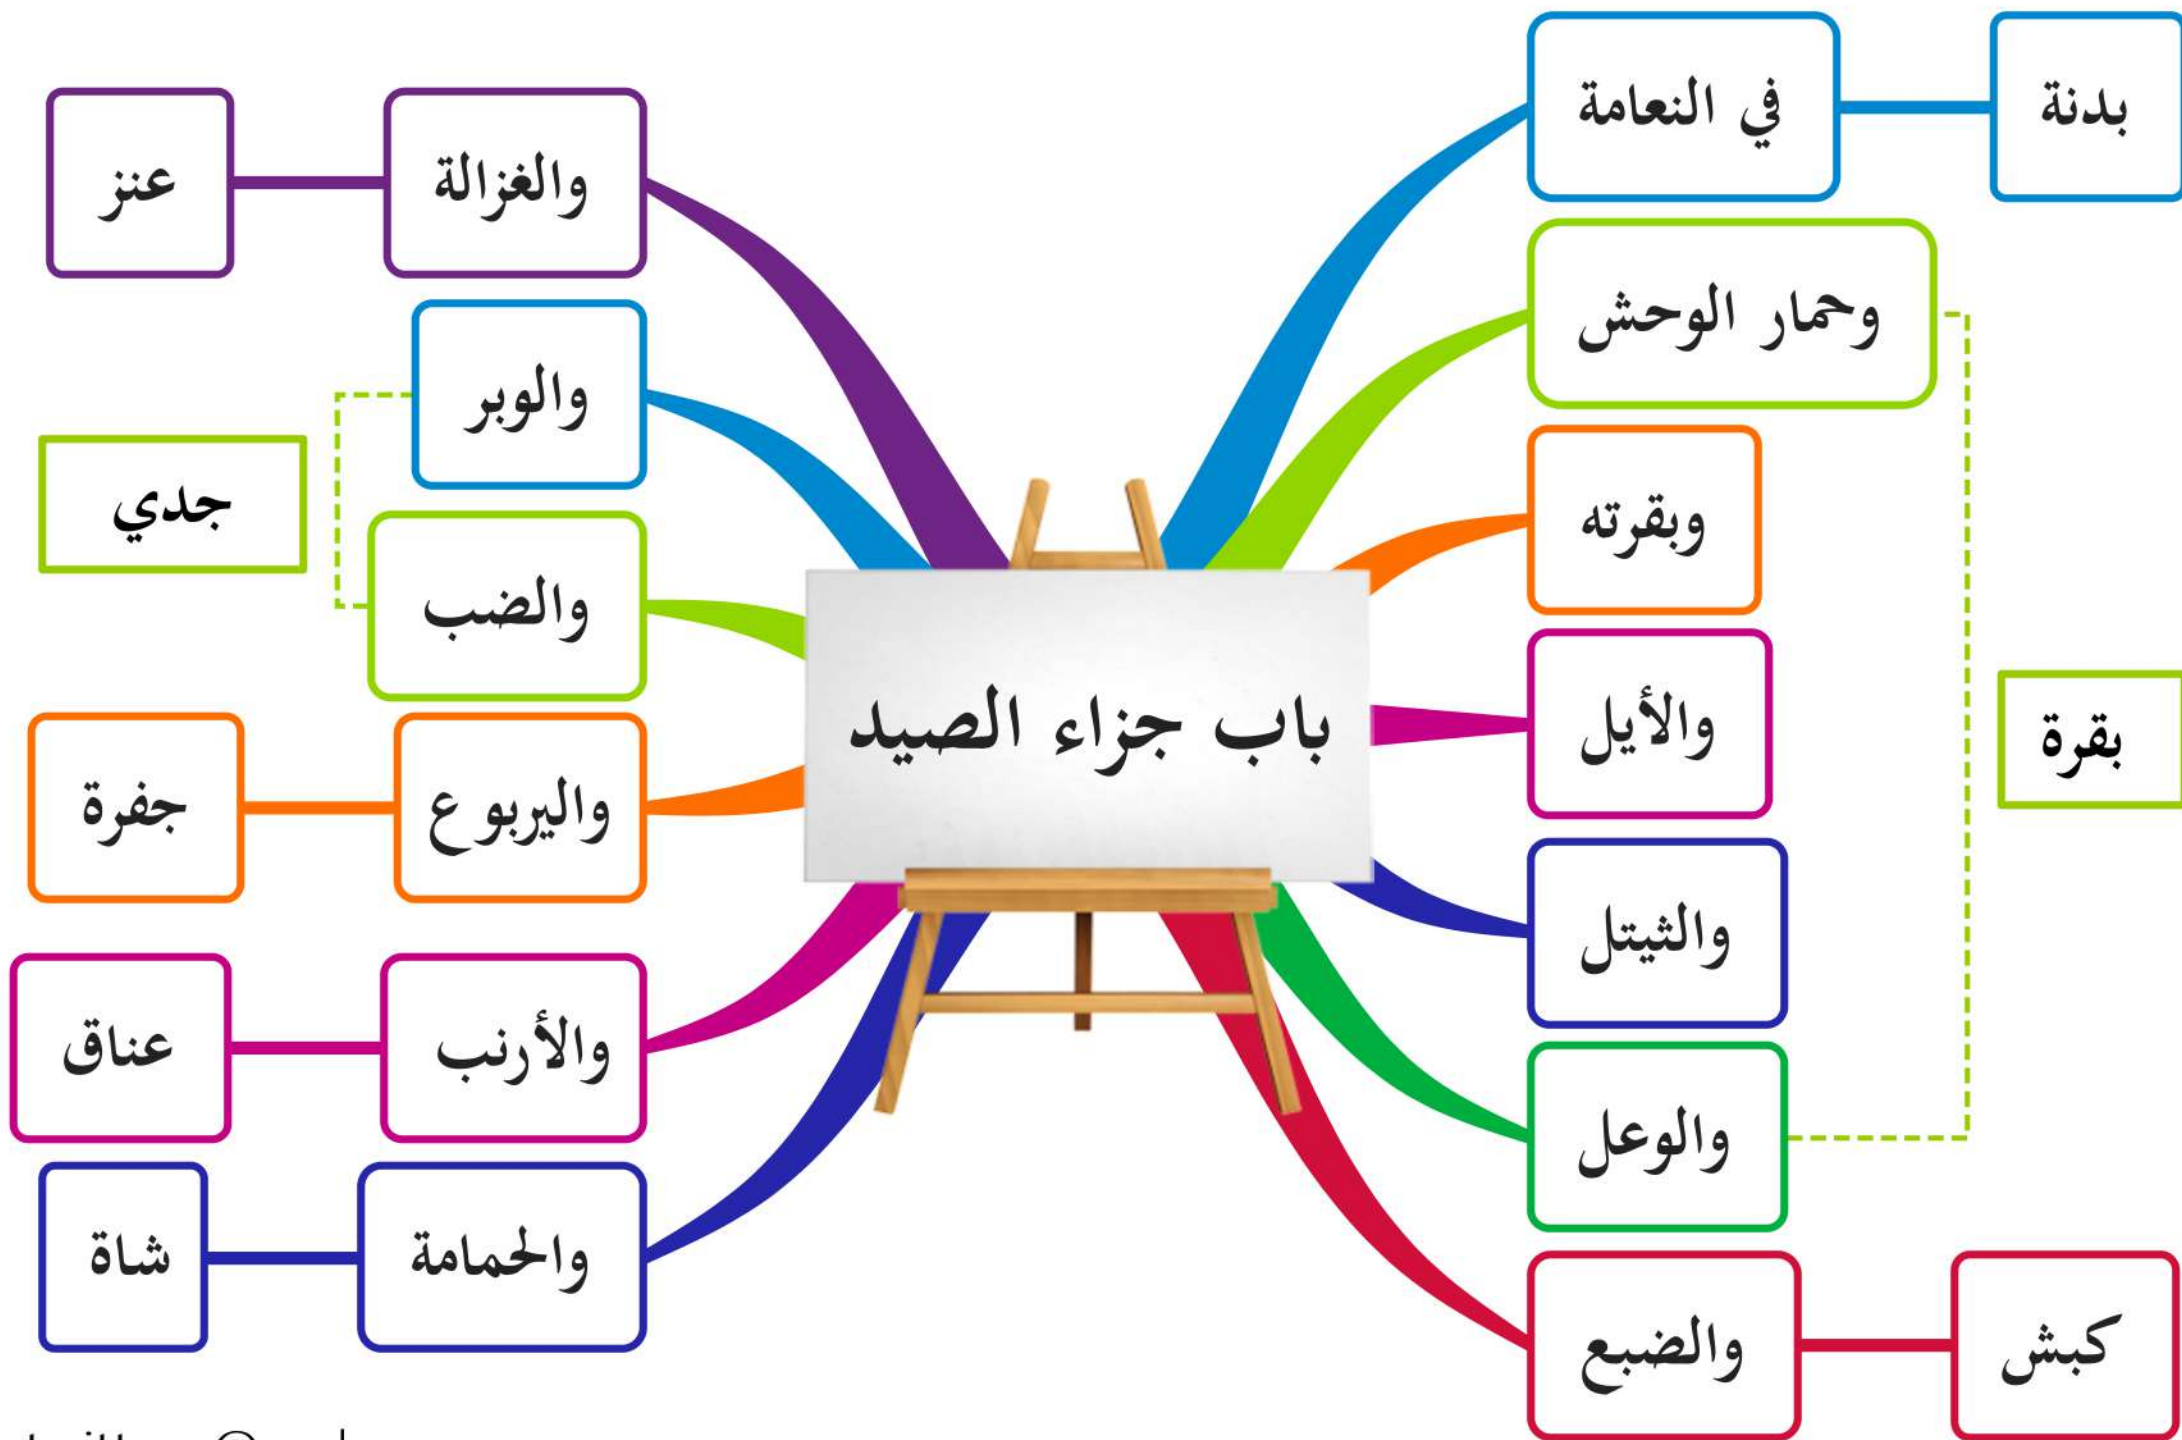 باب جزاء الصيد
في النعامة
بدنة
وحمار الوحش
وبقرته
والأيل
والثيتل
والوعل
بقرة
والضبع
كبش
والغزالة
عنز
والوبر
والضب
جدي
واليربوع
جفرة
والأرنب
عناق
والحمامة
شاة